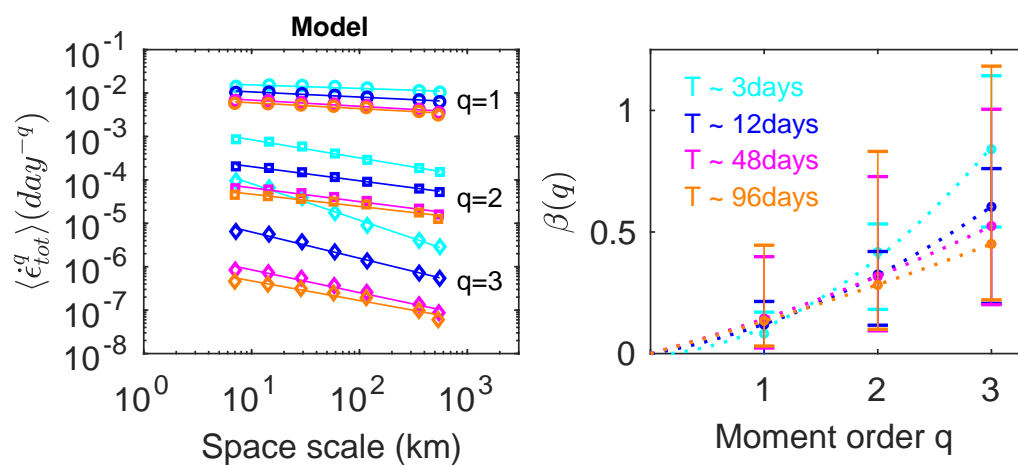 Model
10^-1
10^-2
10^-3
10^-4
10^-5
10^-6
10^-7
10^-8
q=1
q=2
q=3
⟨ε̇^q_tot⟩(day^-q)
10^0
10^1
10^2
10^3
Space scale (km)
T ~ 3days
T ~ 12days
T ~ 48days
T ~ 96days
1
0.5
0
β(q)
1
2
3
Moment order q